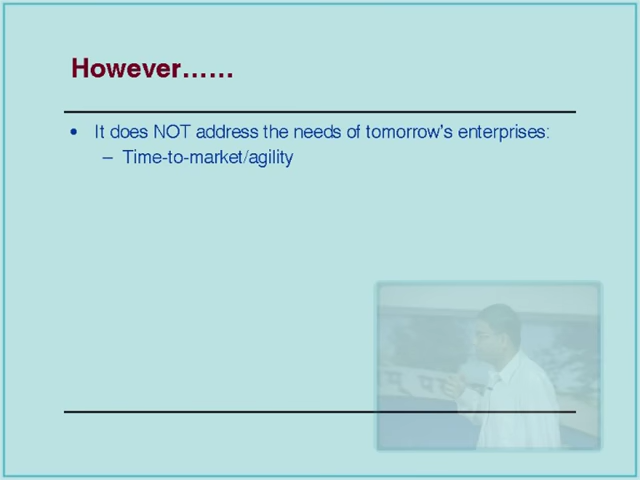 However……
• It does NOT address the needs of tomorrow's enterprises:
– Time-to-market/agility